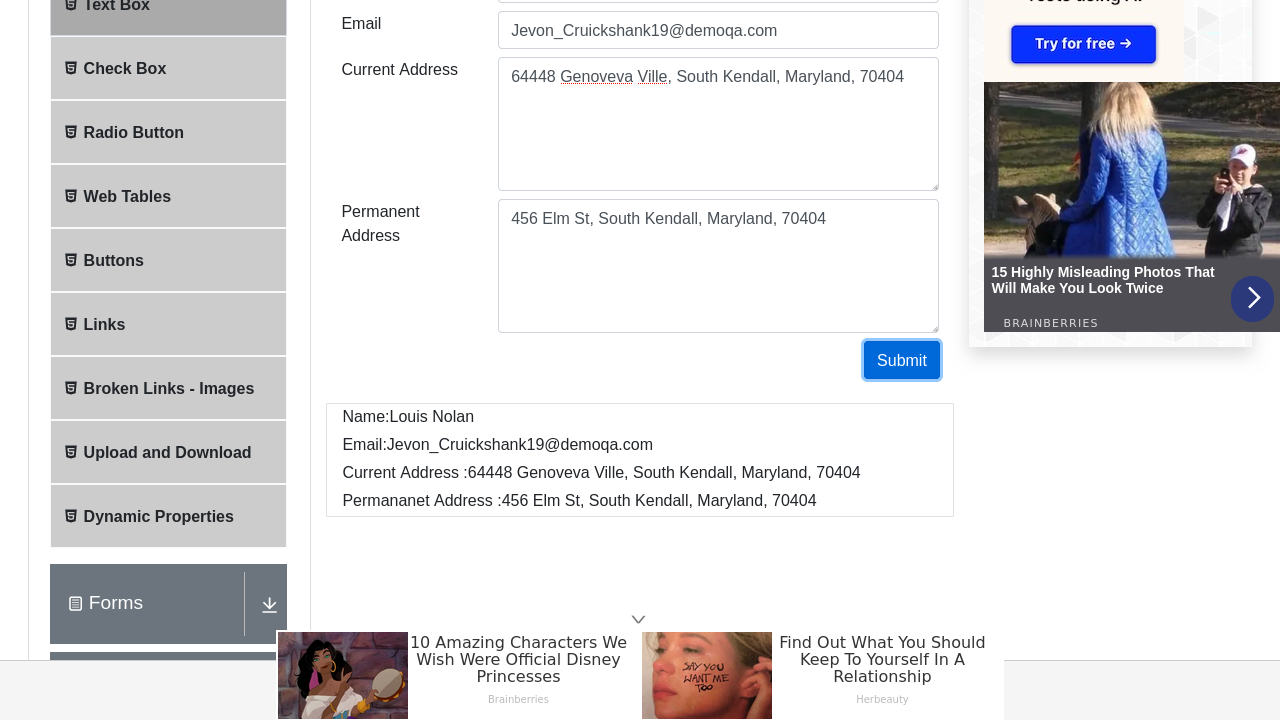 Text Box
Check Box
Radio Button
Web Tables
Buttons
Links
Broken Links - Images
Upload and Download
Dynamic Properties
Forms
Email
Jevon_Cruickshank19@demoqa.com
Current Address
64448 Genoveva Ville, South Kendall, Maryland, 70404
Permanent
Address
456 Elm St, South Kendall, Maryland, 70404
Submit
Name:Louis Nolan
Email:Jevon_Cruickshank19@demoqa.com
Current Address :64448 Genoveva Ville, South Kendall, Maryland, 70404
Permananet Address :456 Elm St, South Kendall, Maryland, 70404
Try for free →
15 Highly Misleading Photos That
Will Make You Look Twice
BRAINBERRIES
10 Amazing Characters We
Wish Were Official Disney
Princesses
Brainberries
SAY YOU
WANT ME
TOO
Find Out What You Should
Keep To Yourself In A
Relationship
Herbeauty